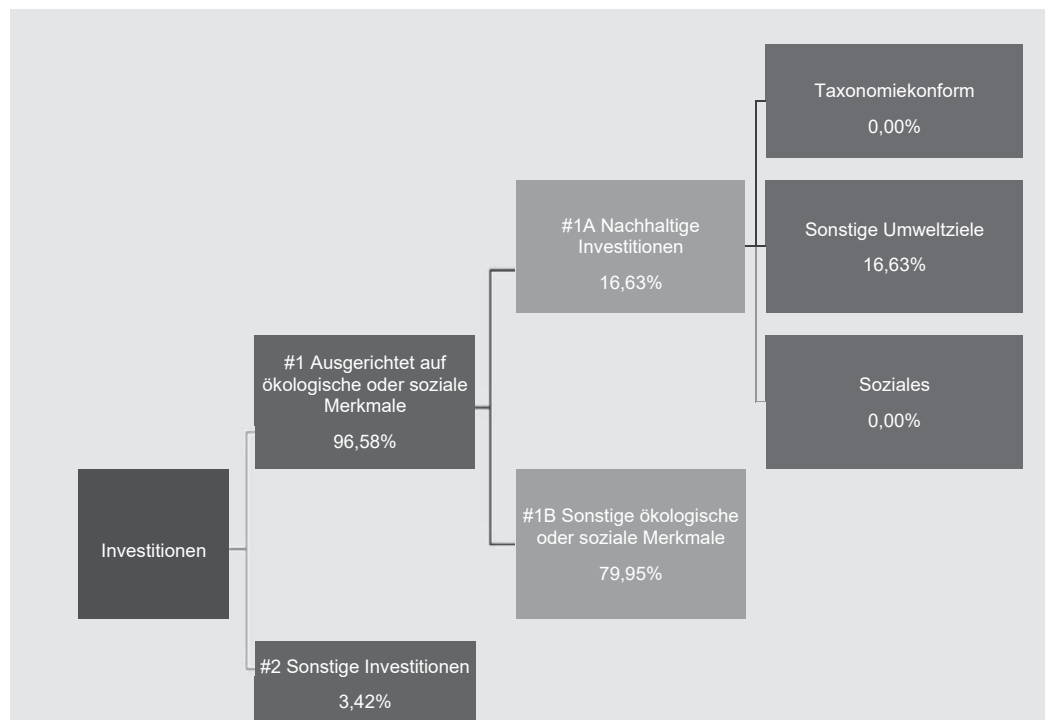 Taxonomiekonform
0,00%
#1A Nachhaltige
Investitionen
16,63%
Sonstige Umweltziele
16,63%
#1 Ausgerichtet auf
ökologische oder soziale
Merkmale
96,58%
Soziales
0,00%
Investitionen
#1B Sonstige ökologische
oder soziale Merkmale
79,95%
#2 Sonstige Investitionen
3,42%